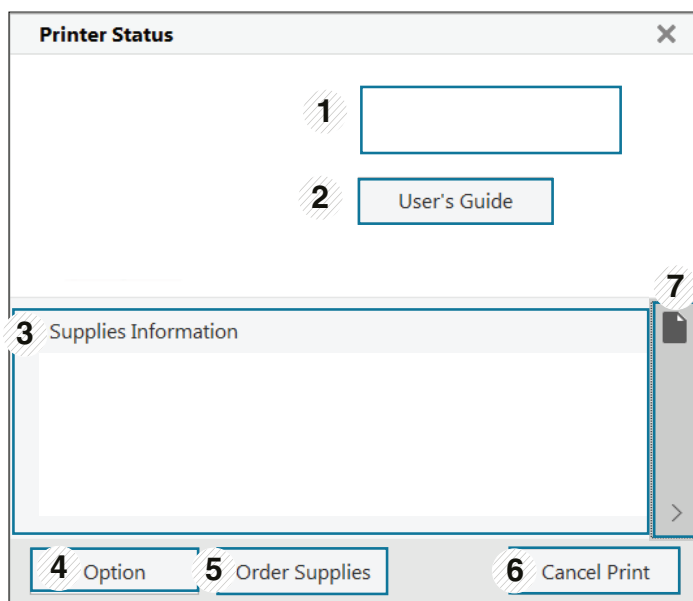 Printer Status
1
2 User's Guide
7
3 Supplies Information
4 Option 5 Order Supplies 6 Cancel Print